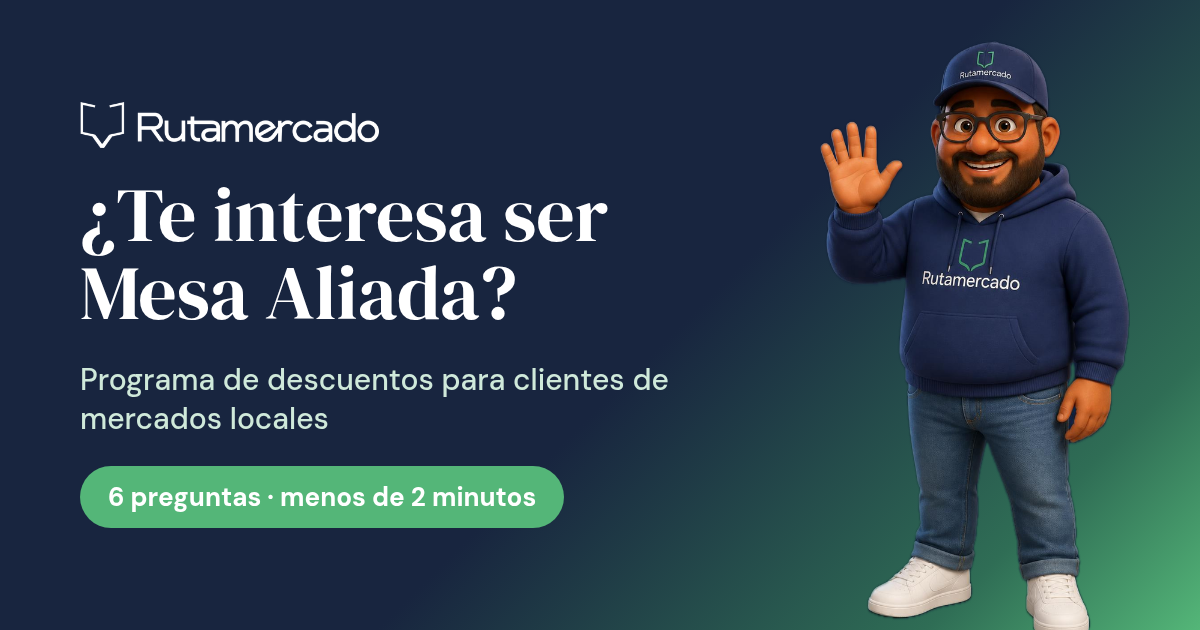 Rutamercado
¿Te interesa ser
Mesa Aliada?
Programa de descuentos para clientes de
mercados locales
6 preguntas · menos de 2 minutos
Rutamercado
Rutamercado